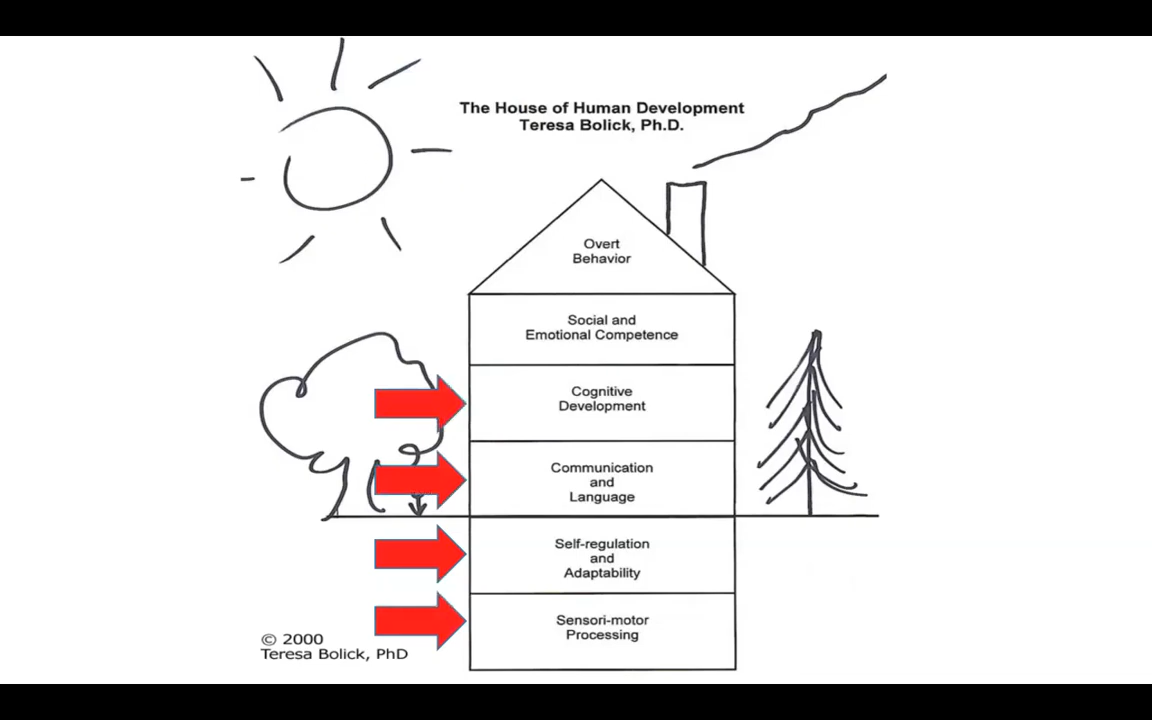 The House of Human Development
Teresa Bolick, Ph.D.
Overt
Behavior
Social and
Emotional Competence
Cognitive
Development
Communication
and
Language
Self-regulation
and
Adaptability
Sensori-motor
Processing
© 2000
Teresa Bolick, PhD